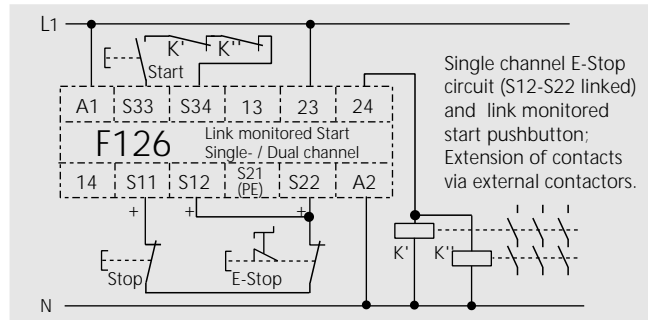 L1
K' K''
Start
A1 S33 S34 13 23 24
F126
Link monitored Start
Single- / Dual channel
14 S11 S12 S21 (PE) S22 A2
+ + +
Stop
E-Stop
K' K''
N
Single channel E-Stop
circuit (S12-S22 linked)
and link monitored
start pushbutton;
Extension of contacts
via external contactors.